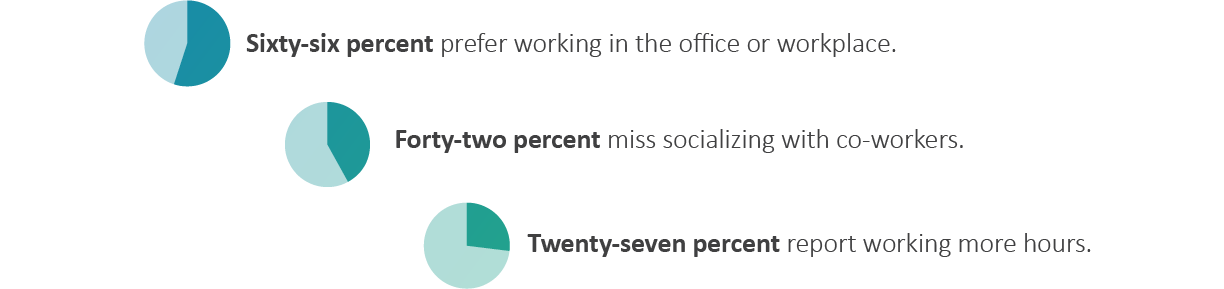 Sixty-six percent prefer working in the office or workplace.
Forty-two percent miss socializing with co-workers.
Twenty-seven percent report working more hours.